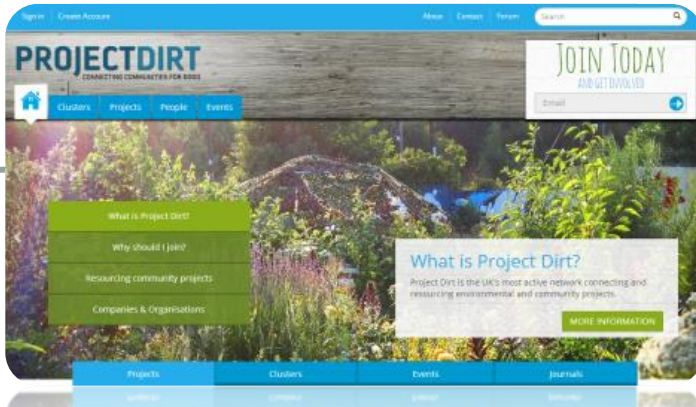 Sign in Create Account About Contact Forum Search
PROJECTDIRT
CONNECTING COMMUNITIES FOR GOOD
JOIN TODAY
AND GET INVOLVED
Email
Clusters Projects People Events
What is Project Dirt?
Why should I join?
Resourcing community projects
Companies & Organisations
What is Project Dirt?
Project Dirt is the UK's most active network connecting and
resourcing environmental and community projects.
MORE INFORMATION
Projects Clusters Events Journals